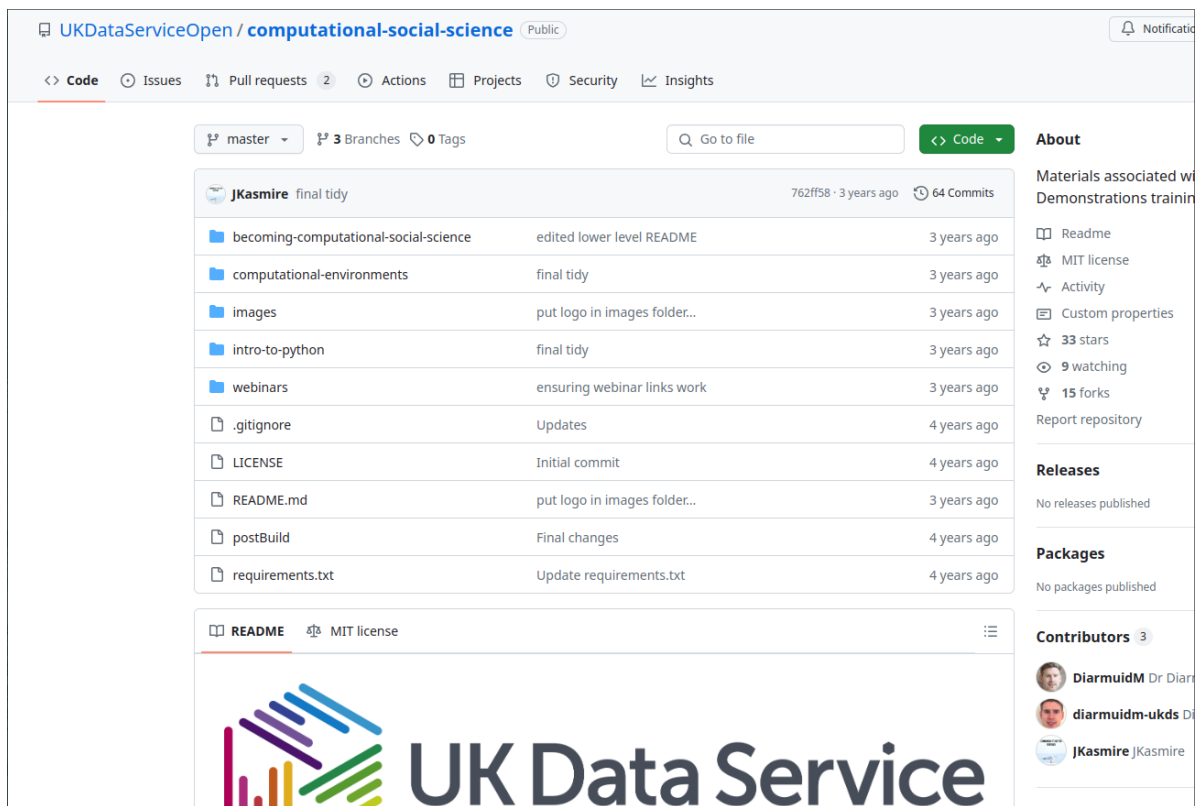 UKDataServiceOpen / computational-social-science Public
Notificatio
Code Issues Pull requests 2 Actions Projects Security Insights
master 3 Branches 0 Tags Go to file Code
JKasmire final tidy 762ff58 · 3 years ago 64 Commits
becoming-computational-social-science edited lower level README 3 years ago
computational-environments final tidy 3 years ago
images put logo in images folder... 3 years ago
intro-to-python final tidy 3 years ago
webinars ensuring webinar links work 3 years ago
.gitignore Updates 4 years ago
LICENSE Initial commit 4 years ago
README.md put logo in images folder... 3 years ago
postBuild Final changes 4 years ago
requirements.txt Update requirements.txt 4 years ago
README MIT license
UK Data Service
About
Materials associated wi
Demonstrations trainin
Readme
MIT license
Activity
Custom properties
33 stars
9 watching
15 forks
Report repository
Releases
No releases published
Packages
No packages published
Contributors 3
DiarmuidM Dr Diarr
diarmuidm-ukds Di
JKasmire JKasmire